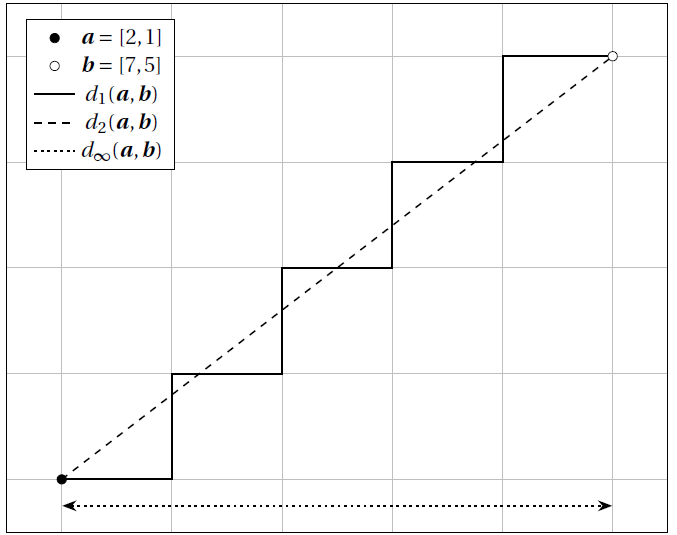 a = [2, 1]
b = [7, 5]
d₁(a, b)
d₂(a, b)
d∞(a, b)